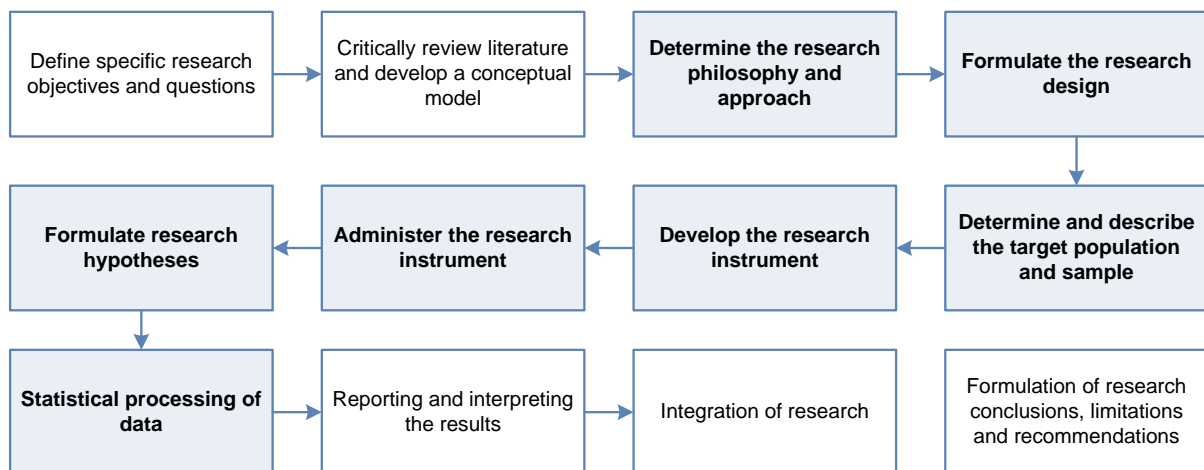 Define specific research
objectives and questions
Critically review literature
and develop a conceptual
model
Determine the research
philosophy and
approach
Formulate the research
design
Formulate research
hypotheses
Administer the research
instrument
Develop the research
instrument
Determine and describe
the target population
and sample
Statistical processing of
data
Reporting and interpreting
the results
Integration of research
Formulation of research
conclusions, limitations
and recommendations